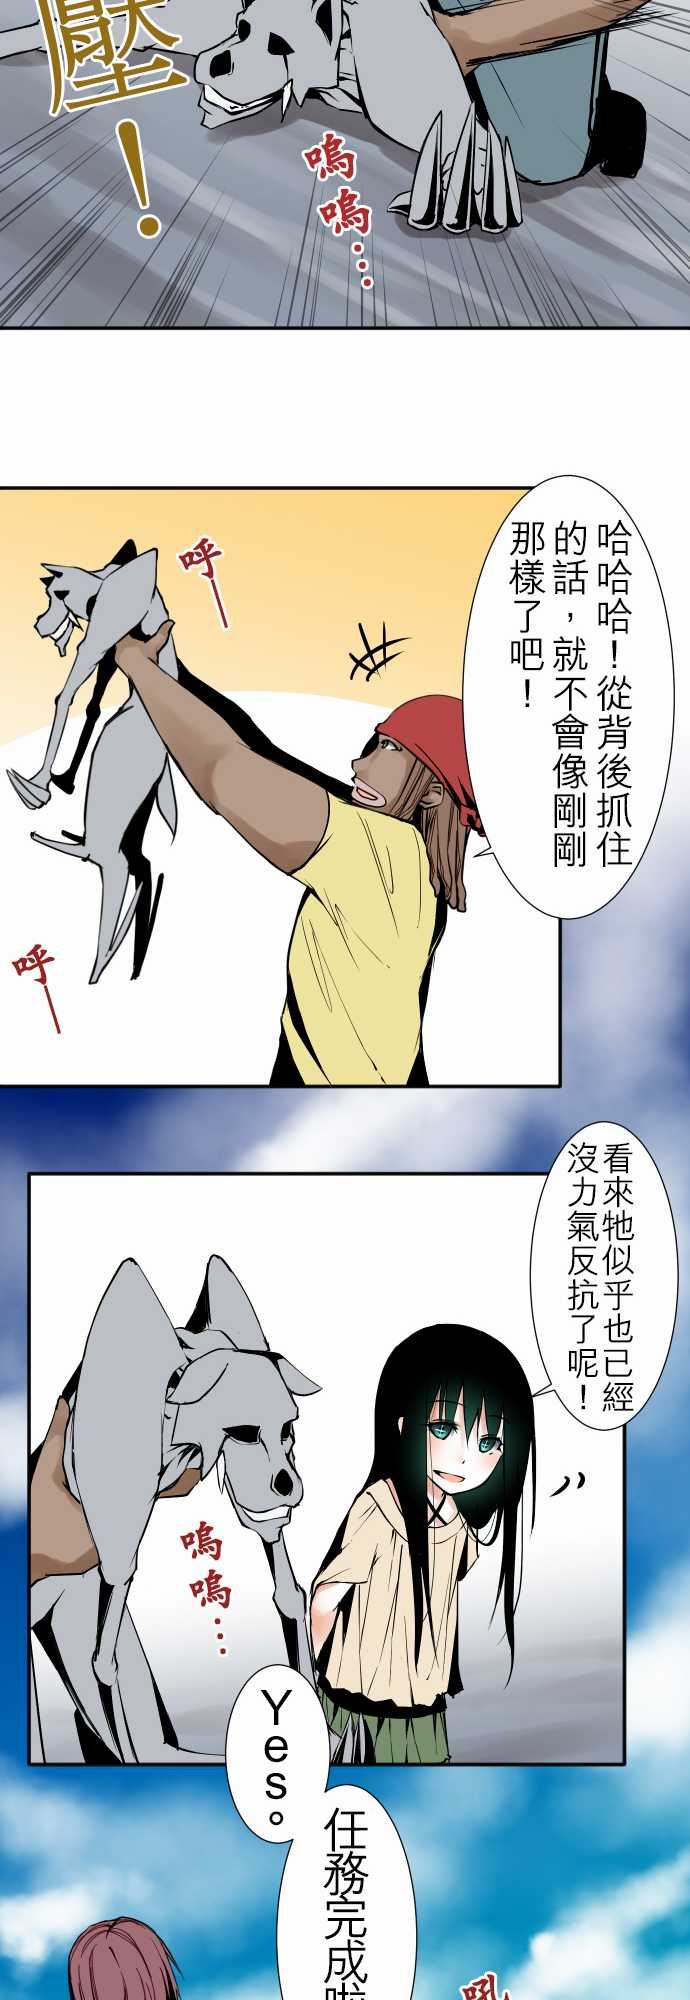 壓！
嗚嗚…
哈哈哈！從背後抓住
的話，就不會像剛剛
那樣了吧！
呼—
呼—
看來牠似乎也已經
沒力氣反抗了呢！
嗚嗚…
Yes。
任務完成啦